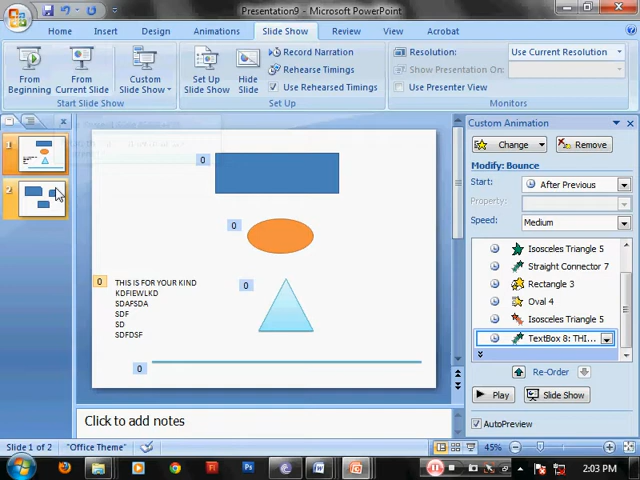 Presentation9 - Microsoft PowerPoint
Home Insert Design Animations Slide Show Review View Acrobat
From Beginning
From Current Slide
Custom Slide Show
Start Slide Show
Set Up Slide Show
Hide Slide
Record Narration
Rehearse Timings
Use Rehearsed Timings
Set Up
Resolution: Use Current Resolution
Show Presentation On:
Use Presenter View
Monitors
1
2
0
0
0
0
THIS IS FOR YOUR KIND
KDFIEWLKD
SDAFSDA
SDF
SD
SDFDSF
0
Click to add notes
Custom Animation
Change Remove
Modify: Bounce
Start: After Previous
Property:
Speed: Medium
Isosceles Triangle 5
Straight Connector 7
Rectangle 3
Oval 4
Isosceles Triangle 5
TextBox 8: THI...
Re-Order
Play Slide Show
AutoPreview
Slide 1 of 2 "Office Theme" 45%
2:03 PM